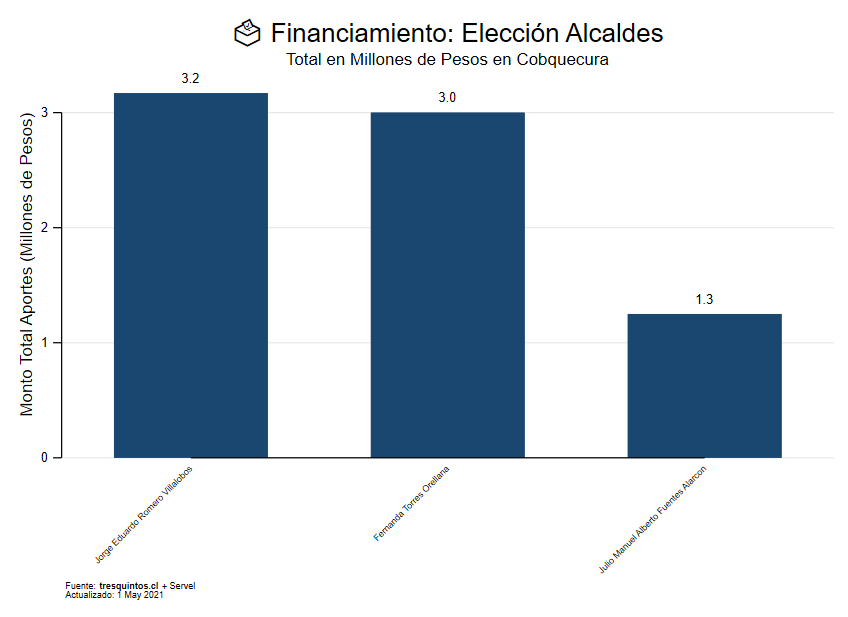 Financiamiento: Elección Alcaldes
Total en Millones de Pesos en Cobquecura
Monto Total Aportes (Millones de Pesos)
3
2
1
0
3.2
3.0
1.3
Jorge Eduardo Romero Villalobos
Fernanda Torres Orellana
Julio Manuel Alberto Fuentes Alarcon
Fuente: tresquintos.cl + Servel
Actualizado: 1 May 2021